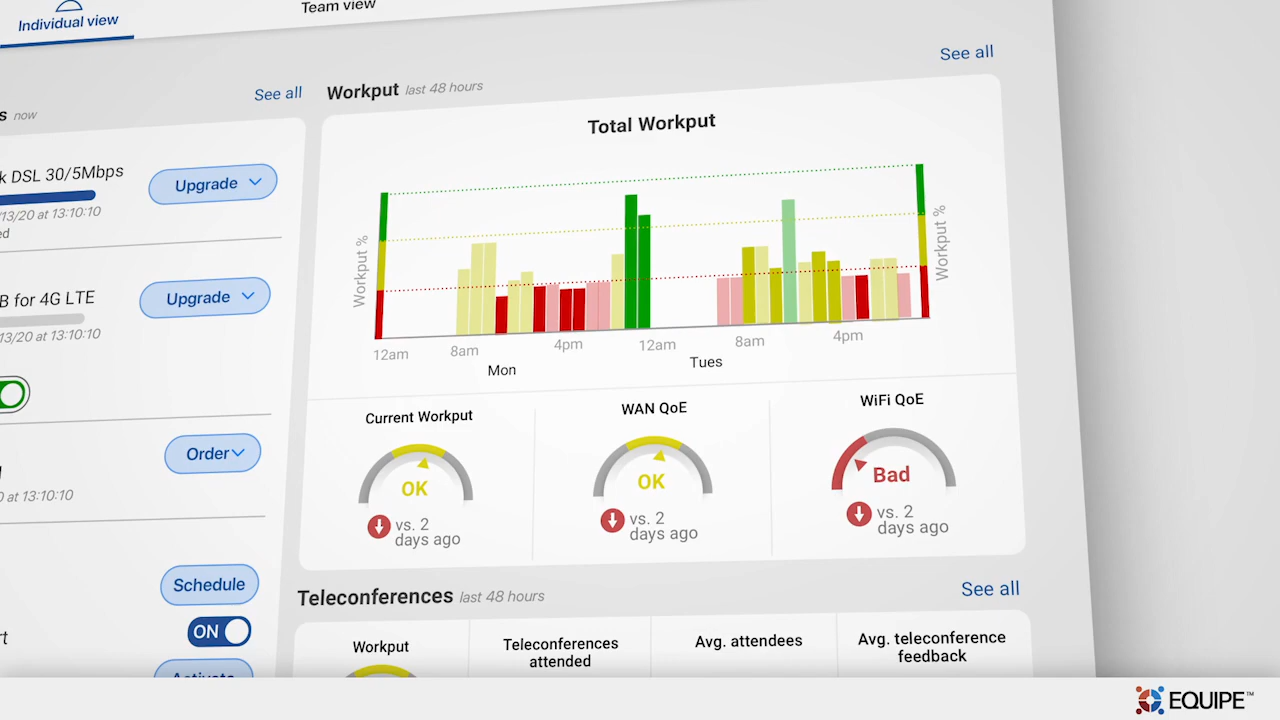 Individual view
Team view
See all
now
k DSL 30/5Mbps
Upgrade
13/20 at 13:10:10
ed
B for 4G LTE
Upgrade
13/20 at 13:10:10
Order
at 13:10:10
Schedule
ON
Workput last 48 hours
See all
Total Workput
Workput %
Workput %
12am
8am
4pm
12am
8am
4pm
Mon
Tues
Current Workput
OK
vs. 2
days ago
WAN QoE
OK
vs. 2
days ago
WiFi QoE
Bad
vs. 2
days ago
Teleconferences last 48 hours
See all
Workput
Teleconferences
attended
Avg. attendees
Avg. teleconference
feedback
EQUIPE™